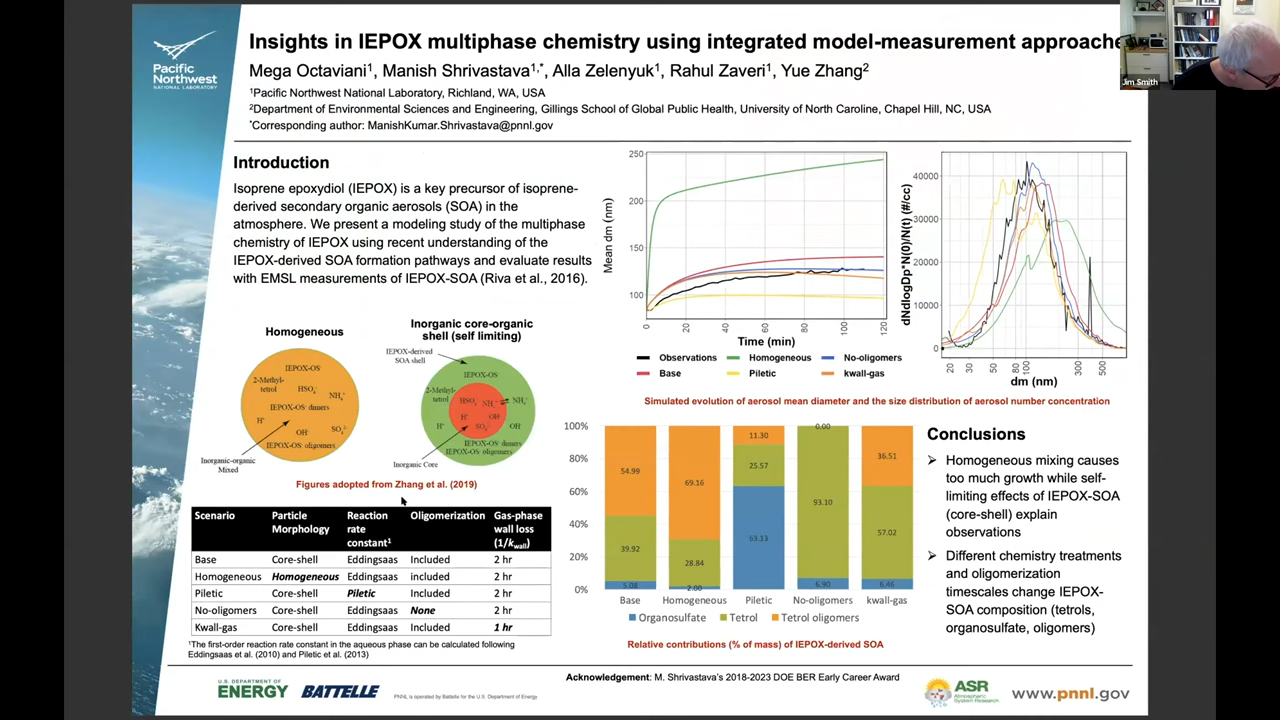 Pacific
Northwest
NATIONAL LABORATORY
Insights in IEPOX multiphase chemistry using integrated model-measurement approache
Mega Octaviani1, Manish Shrivastava1,*, Alla Zelenyuk1, Rahul Zaveri1, Yue Zhang2
1Pacific Northwest National Laboratory, Richland, WA, USA
2Department of Environmental Sciences and Engineering, Gillings School of Global Public Health, University of North Caroline, Chapel Hill, NC, USA
*Corresponding author: ManishKumar.Shrivastava@pnnl.gov
Jim Smith
Introduction
Isoprene epoxydiol (IEPOX) is a key precursor of isoprene-
derived secondary organic aerosols (SOA) in the
atmosphere. We present a modeling study of the multiphase
chemistry of IEPOX using recent understanding of the
IEPOX-derived SOA formation pathways and evaluate results
with EMSL measurements of IEPOX-SOA (Riva et al., 2016).
Homogeneous
IEPOX-OS-
2-Methyl-
tetrol
HSO4-
NH4+
IEPOX-OS- dimers
H+
OH-
SO42-
IEPOX-OS- oligomers
Inorganic-organic
Mixed
Inorganic core-organic
shell (self limiting)
IEPOX-derived
SOA shell
IEPOX-OS-
2-Methyl-
tetrol
HSO4- NH4+ NH4+
H+ H+ OH- OH-
SO42-
IEPOX-OS- dimers
IEPOX-OS- oligomers
Inorganic Core
Figures adopted from Zhang et al. (2019)
Scenario Particle Morphology Reaction rate constant1 Oligomerization Gas-phase wall loss (1/kwall)
Base Core-shell Eddingsaas Included 2 hr
Homogeneous Homogeneous Eddingsaas Included 2 hr
Piletic Core-shell Piletic Included 2 hr
No-oligomers Core-shell Eddingsaas None 2 hr
Kwall-gas Core-shell Eddingsaas Included 1 hr
1The first-order reaction rate constant in the aqueous phase can be calculated following
Eddingsaas et al. (2010) and Piletic et al. (2013)
Mean dm (nm)
250
200
150
100
0 20 40 60 80 100 120
Time (min)
Observations Homogeneous No-oligomers
Base Piletic kwall-gas
dNdlogDp*N(0)/N(t) (#/cc)
40000
30000
20000
10000
0
20 30 50 100 300 500
dm (nm)
Simulated evolution of aerosol mean diameter and the size distribution of aerosol number concentration
100%
80%
60%
40%
20%
0%
54.99
39.92
5.08
69.16
28.84
2.00
11.30
25.57
63.13
0.00
93.10
6.90
36.51
57.02
6.46
Base Homogeneous Piletic No-oligomers kwall-gas
Organosulfate Tetrol Tetrol oligomers
Relative contributions (% of mass) of IEPOX-derived SOA
Conclusions
Homogeneous mixing causes
too much growth while self-
limiting effects of IEPOX-SOA
(core-shell) explain
observations
Different chemistry treatments
and oligomerization
timescales change IEPOX-
SOA composition (tetrols,
organosulfate, oligomers)
U.S. DEPARTMENT OF
ENERGY
BATTELLE
PNNL is operated by Battelle for the U.S. Department of Energy
Acknowledgement: M. Shrivastava's 2018-2023 DOE BER Early Career Award
ASR
Atmospheric
System Research
www.pnnl.gov